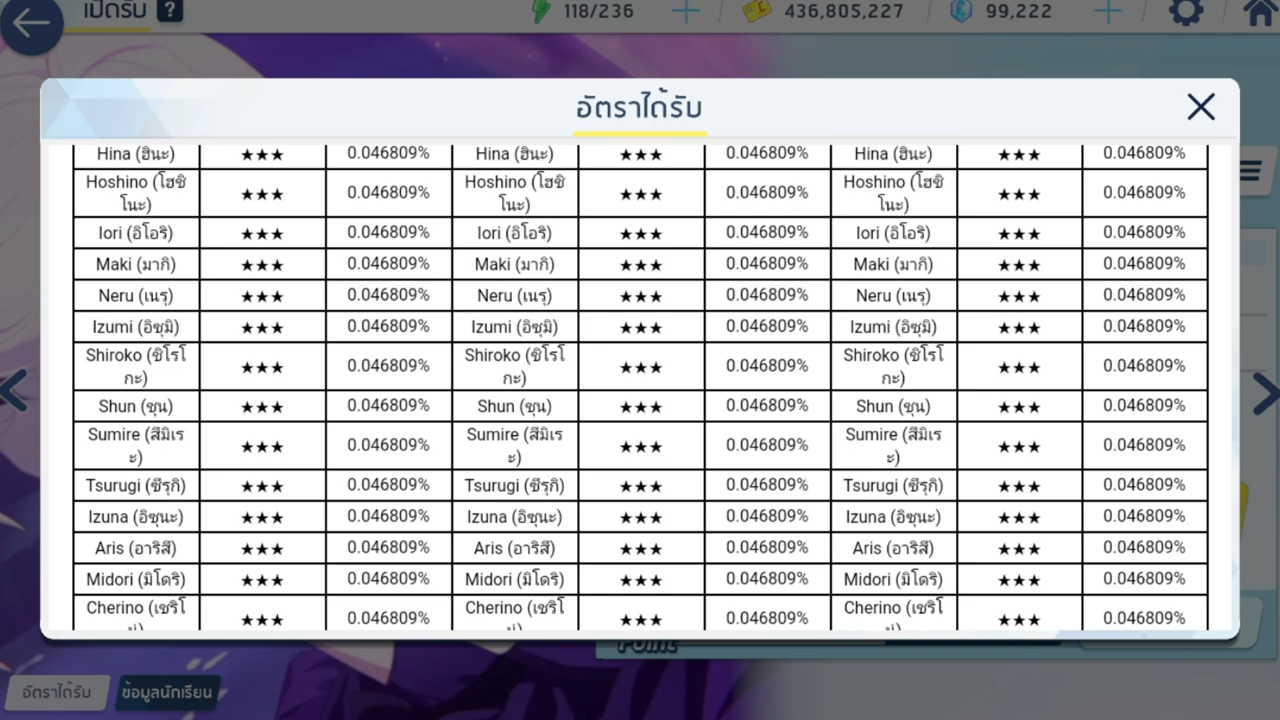 เปิดรับ ?
118/236
436,805,227
99,222
อัตราได้รับ
Hina (ฮินะ) ★★★ 0.046809% Hina (ฮินะ) ★★★ 0.046809% Hina (ฮินะ) ★★★ 0.046809%
Hoshino (โฮชิ ★★★ 0.046809% Hoshino (โฮชิ ★★★ 0.046809% Hoshino (โฮชิ ★★★ 0.046809%
โนะ) โนะ) โนะ)
Iori (อิโอริ) ★★★ 0.046809% Iori (อิโอริ) ★★★ 0.046809% Iori (อิโอริ) ★★★ 0.046809%
Maki (มากิ) ★★★ 0.046809% Maki (มากิ) ★★★ 0.046809% Maki (มากิ) ★★★ 0.046809%
Neru (เนรุ) ★★★ 0.046809% Neru (เนรุ) ★★★ 0.046809% Neru (เนรุ) ★★★ 0.046809%
Izumi (อิซุมิ) ★★★ 0.046809% Izumi (อิซุมิ) ★★★ 0.046809% Izumi (อิซุมิ) ★★★ 0.046809%
Shiroko (ชิโรโ ★★★ 0.046809% Shiroko (ชิโรโ ★★★ 0.046809% Shiroko (ชิโรโ ★★★ 0.046809%
กะ) กะ) กะ)
Shun (ชุน) ★★★ 0.046809% Shun (ชุน) ★★★ 0.046809% Shun (ชุน) ★★★ 0.046809%
Sumire (สึมิเร ★★★ 0.046809% Sumire (สึมิเร ★★★ 0.046809% Sumire (สึมิเร ★★★ 0.046809%
ะ) ะ) ะ)
Tsurugi (ซึรุกิ) ★★★ 0.046809% Tsurugi (ซึรุกิ) ★★★ 0.046809% Tsurugi (ซึรุกิ) ★★★ 0.046809%
Izuna (อิซุนะ) ★★★ 0.046809% Izuna (อิซุนะ) ★★★ 0.046809% Izuna (อิซุนะ) ★★★ 0.046809%
Aris (อาริสึ) ★★★ 0.046809% Aris (อาริสึ) ★★★ 0.046809% Aris (อาริสึ) ★★★ 0.046809%
Midori (มิโดริ) ★★★ 0.046809% Midori (มิโดริ) ★★★ 0.046809% Midori (มิโดริ) ★★★ 0.046809%
Cherino (เชริโ ★★★ 0.046809% Cherino (เชริโ ★★★ 0.046809% Cherino (เชริโ ★★★ 0.046809%
Point
อัตราได้รับ
ข้อมูลนักเรียน